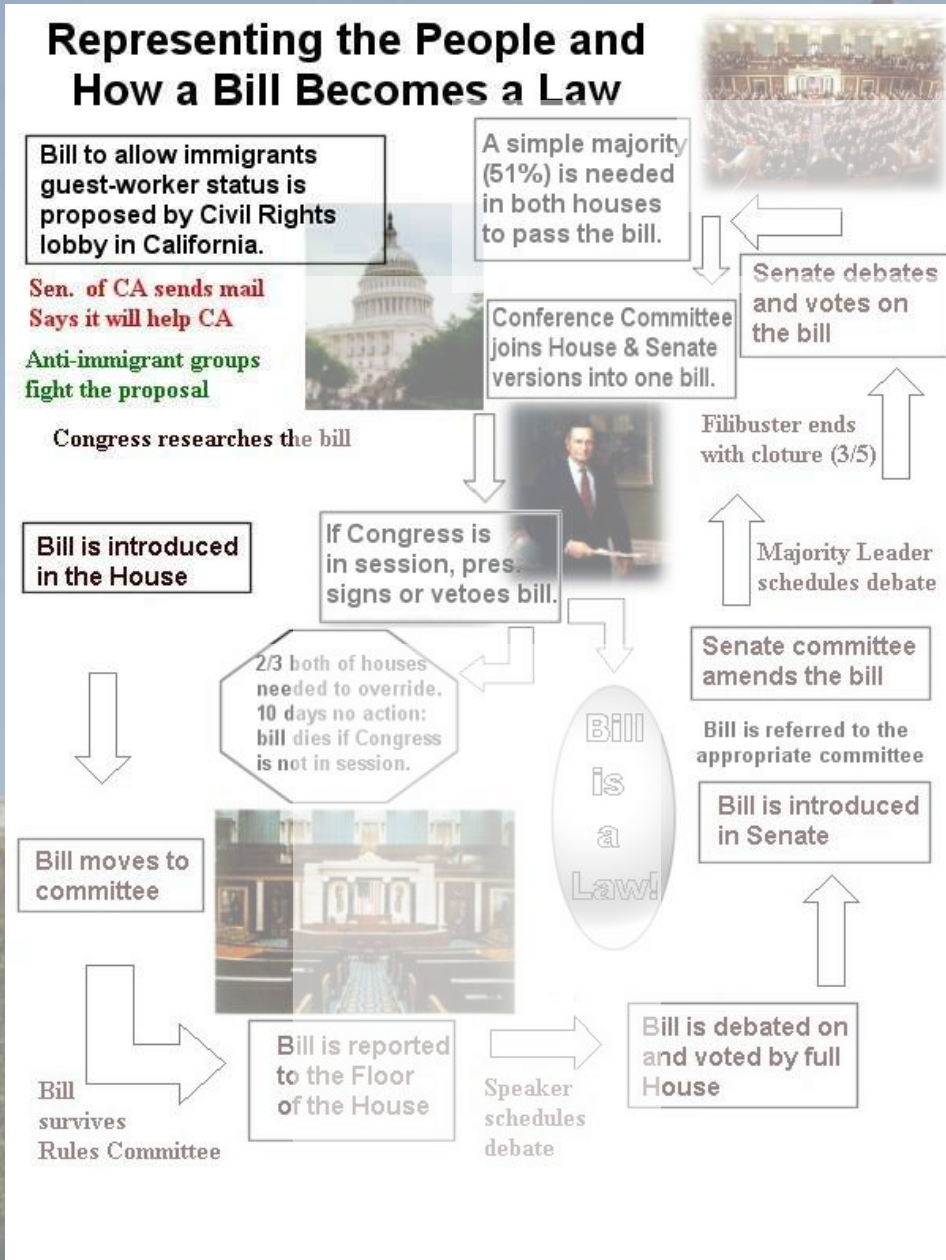 Representing the People and
How a Bill Becomes a Law
Bill to allow immigrants
guest-worker status is
proposed by Civil Rights
lobby in California.
Sen. of CA sends mail
Says it will help CA
Anti-immigrant groups
fight the proposal
Congress researches the bill
Bill is introduced
in the House
Bill moves to
committee
Bill
survives
Rules Committee
Bill is reported
to the Floor
of the House
Speaker
schedules
debate
Bill is debated on
and voted by full
House
Bill is introduced
in Senate
Bill is referred to the
appropriate committee
Senate committee
amends the bill
Majority Leader
schedules debate
Filibuster ends
with cloture (3/5)
Senate debates
and votes on
the bill
A simple majority
(51%) is needed
in both houses
to pass the bill.
Conference Committee
joins House & Senate
versions into one bill.
If Congress is
in session, pres.
signs or vetoes bill.
2/3 both of houses
needed to override.
10 days no action:
bill dies if Congress
is not in session.
Bill
is
a
Law!